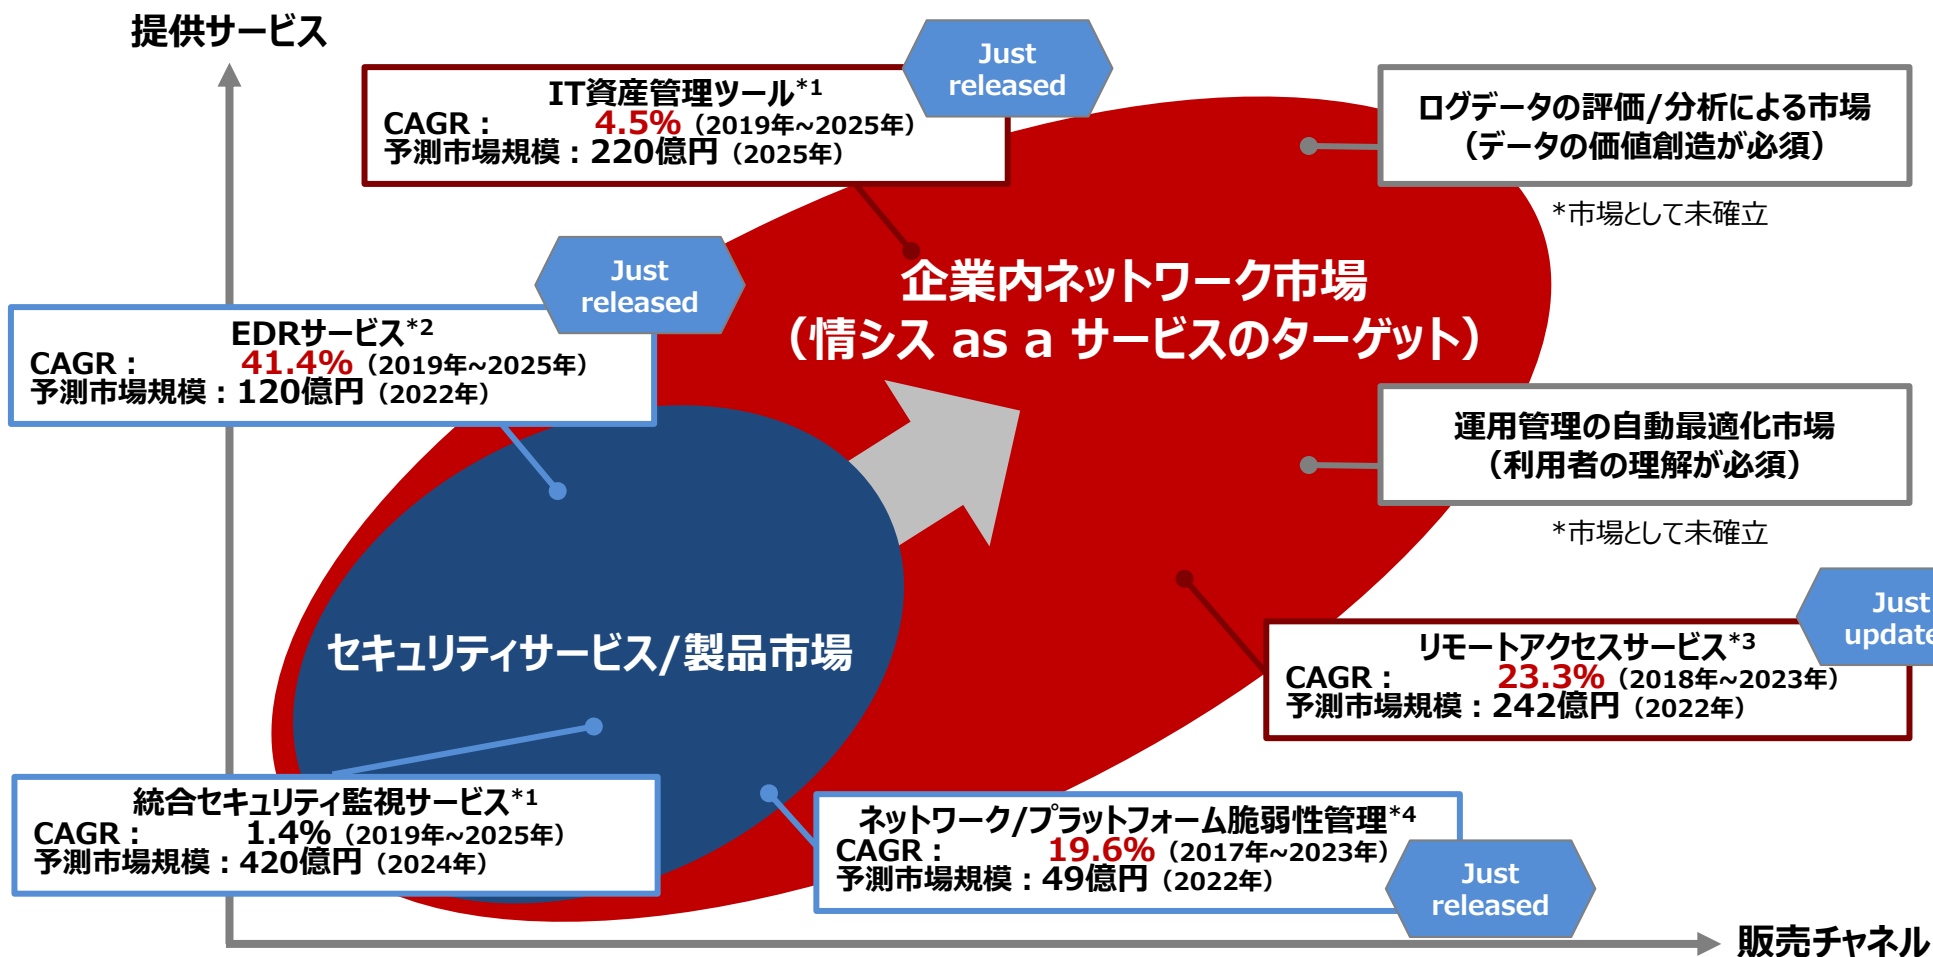 提供サービス
Just
released
IT資産管理ツール*1
CAGR： 4.5%（2019年~2025年）
予測市場規模：220億円（2025年）
ログデータの評価/分析による市場
（データの価値創造が必須）
*市場として未確立
Just
released
EDRサービス*2
CAGR： 41.4%（2019年~2025年）
予測市場規模：120億円（2022年）
企業内ネットワーク市場
（情シス as a サービスのターゲット）
運用管理の自動最適化市場
（利用者の理解が必須）
*市場として未確立
セキュリティサービス/製品市場
Just
update
リモートアクセスサービス*3
CAGR： 23.3%（2018年~2023年）
予測市場規模：242億円（2022年）
統合セキュリティ監視サービス*1
CAGR： 1.4%（2019年~2025年）
予測市場規模：420億円（2024年）
ネットワーク/プラットフォーム脆弱性管理*4
CAGR： 19.6%（2017年~2023年）
予測市場規模：49億円（2022年）
Just
released
販売チャネル